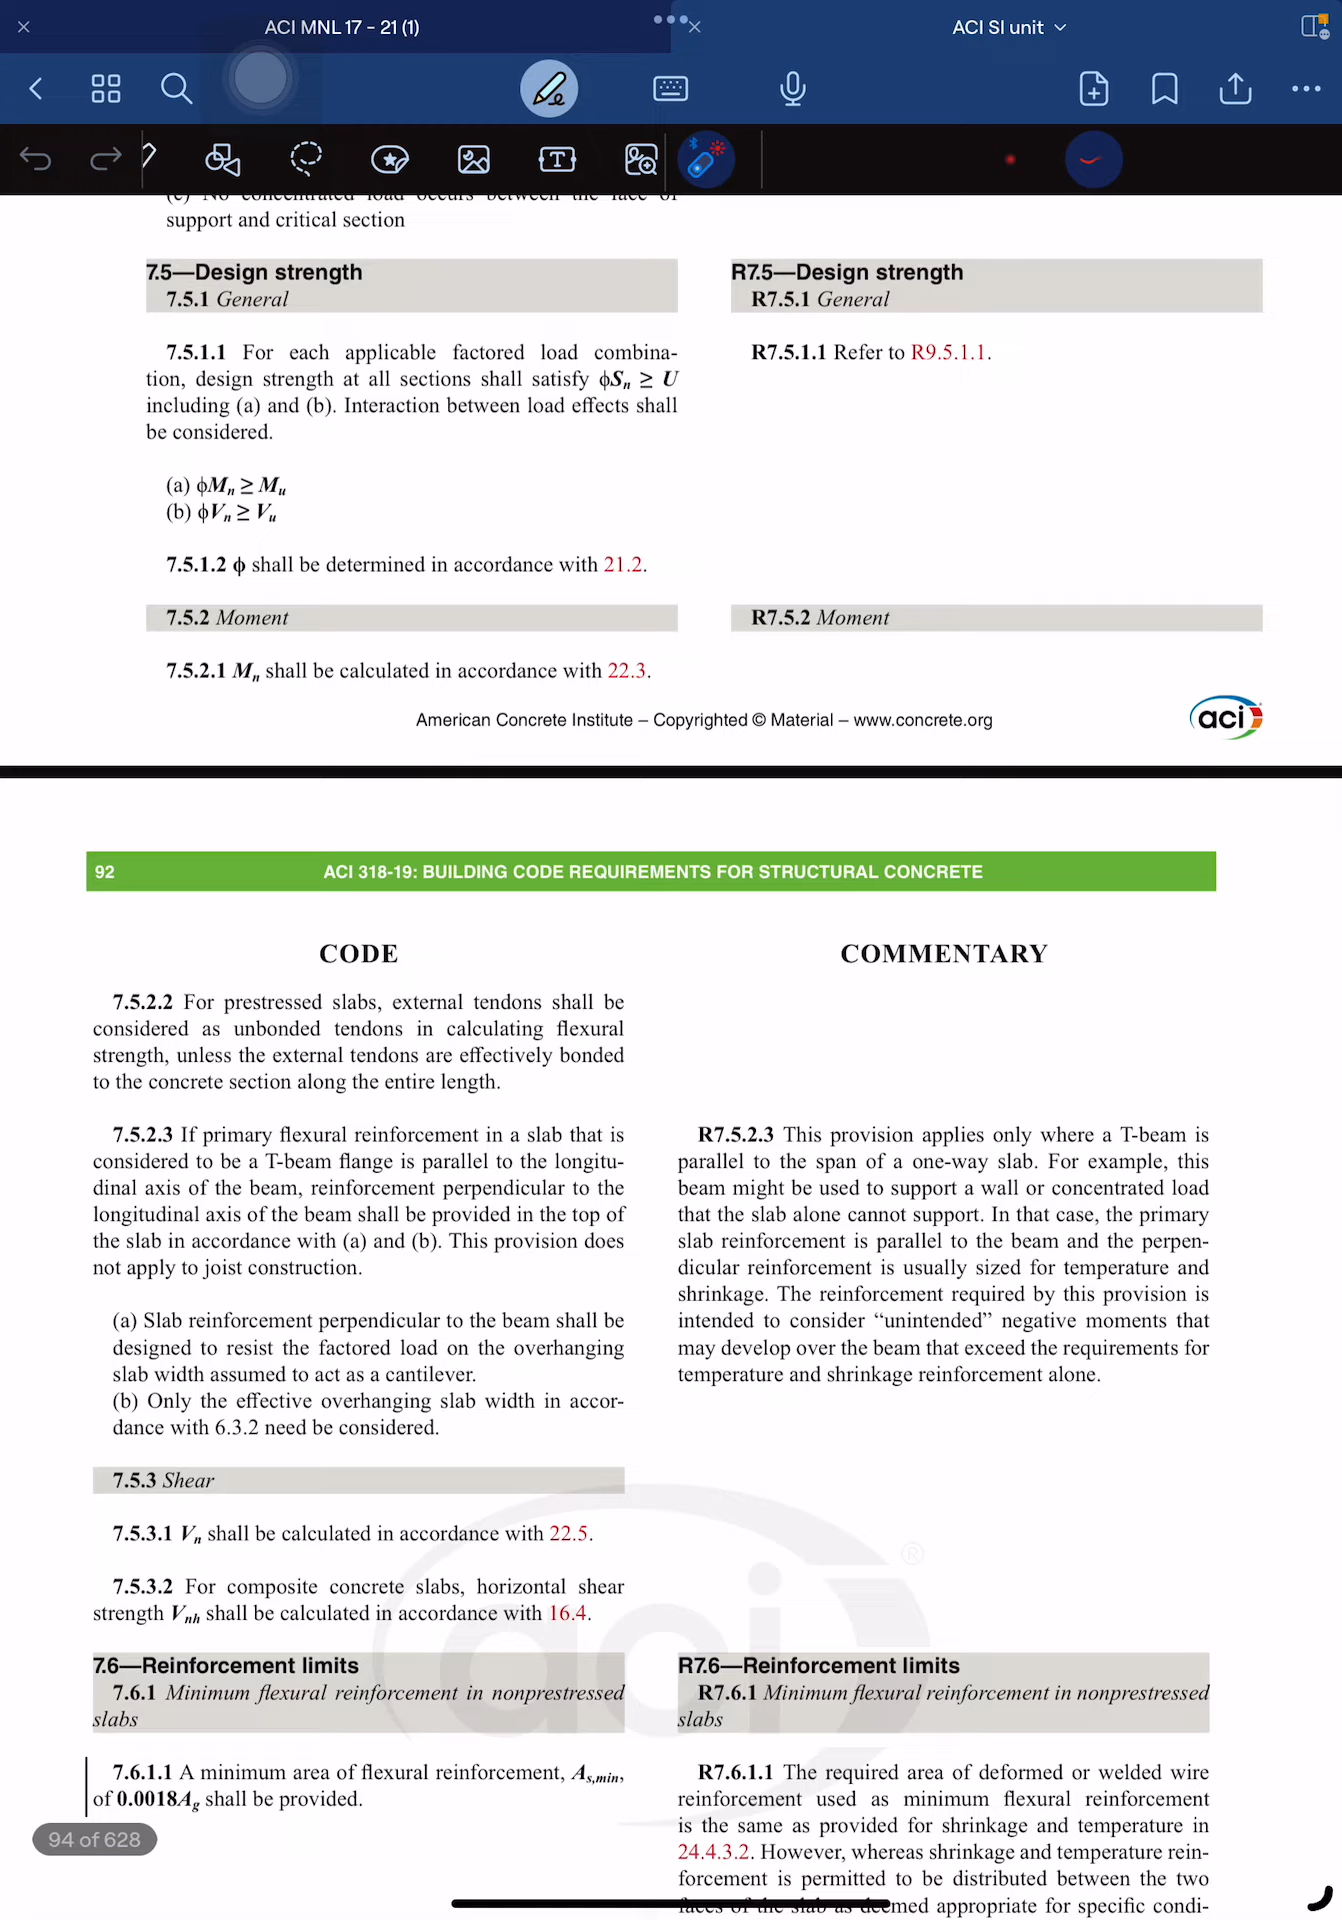 ACI MNL 17 - 21 (1)
ACI SI unit
(c) No concentrated load occurs between the face of
support and critical section
7.5—Design strength
7.5.1 General
7.5.1.1 For each applicable factored load combina-
tion, design strength at all sections shall satisfy ϕSn ≥ U
including (a) and (b). Interaction between load effects shall
be considered.
(a) ϕMn ≥ Mu
(b) ϕVn ≥ Vu
7.5.1.2 ϕ shall be determined in accordance with 21.2.
7.5.2 Moment
7.5.2.1 Mn shall be calculated in accordance with 22.3.
R7.5—Design strength
R7.5.1 General
R7.5.1.1 Refer to R9.5.1.1.
R7.5.2 Moment
American Concrete Institute – Copyrighted © Material – www.concrete.org
aci
92
ACI 318-19: BUILDING CODE REQUIREMENTS FOR STRUCTURAL CONCRETE
CODE
7.5.2.2 For prestressed slabs, external tendons shall be
considered as unbonded tendons in calculating flexural
strength, unless the external tendons are effectively bonded
to the concrete section along the entire length.
7.5.2.3 If primary flexural reinforcement in a slab that is
considered to be a T-beam flange is parallel to the longitu-
dinal axis of the beam, reinforcement perpendicular to the
longitudinal axis of the beam shall be provided in the top of
the slab in accordance with (a) and (b). This provision does
not apply to joist construction.
(a) Slab reinforcement perpendicular to the beam shall be
designed to resist the factored load on the overhanging
slab width assumed to act as a cantilever.
(b) Only the effective overhanging slab width in accor-
dance with 6.3.2 need be considered.
7.5.3 Shear
7.5.3.1 Vn shall be calculated in accordance with 22.5.
7.5.3.2 For composite concrete slabs, horizontal shear
strength Vnh shall be calculated in accordance with 16.4.
7.6—Reinforcement limits
7.6.1 Minimum flexural reinforcement in nonprestressed
slabs
7.6.1.1 A minimum area of flexural reinforcement, As,min,
of 0.0018Ag shall be provided.
COMMENTARY
R7.5.2.3 This provision applies only where a T-beam is
parallel to the span of a one-way slab. For example, this
beam might be used to support a wall or concentrated load
that the slab alone cannot support. In that case, the primary
slab reinforcement is parallel to the beam and the perpen-
dicular reinforcement is usually sized for temperature and
shrinkage. The reinforcement required by this provision is
intended to consider “unintended” negative moments that
may develop over the beam that exceed the requirements for
temperature and shrinkage reinforcement alone.
R7.6—Reinforcement limits
R7.6.1 Minimum flexural reinforcement in nonprestressed
slabs
R7.6.1.1 The required area of deformed or welded wire
reinforcement used as minimum flexural reinforcement
is the same as provided for shrinkage and temperature in
24.4.3.2. However, whereas shrinkage and temperature rein-
forcement is permitted to be distributed between the two
faces of the slab as deemed appropriate for specific condi-
aci
®
94 of 628